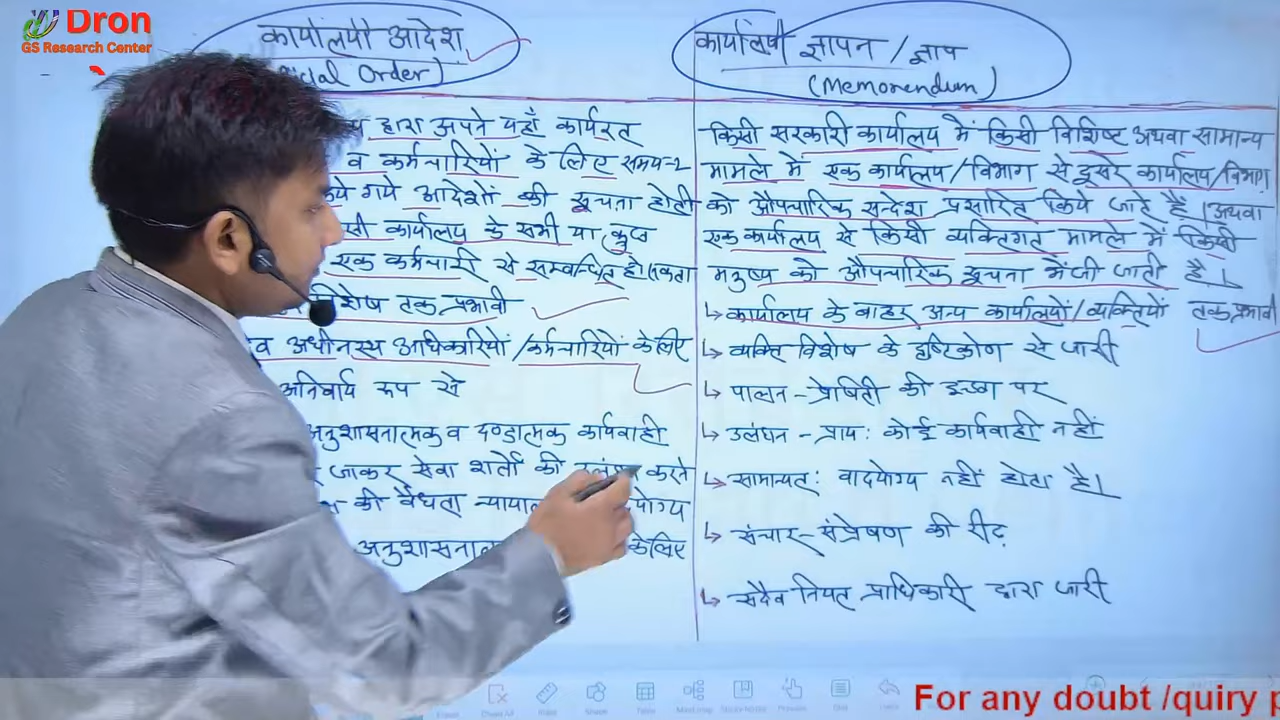 Dron
GS Research Center
कार्यालयी आदेश
Order)
द्वारा अपने यहाँ कार्यरत
व कर्मचारियों के लिए समय-2
गये आदेशों की सूचना होती
कार्यालय के सभी या कुछ
एक कर्मचारी से सम्बन्धित हो सकता
विशेष तक प्रभावी
अधीनस्थ अधिकारियों/कर्मचारियों के लिए
अनिवार्य रूप से
अनुशासनात्मक व दण्डात्मक कार्यवाही
जाकर सेवा शर्तों की करते
की वैधता
के लिए
कार्यालयी ज्ञापन / ज्ञाप
(Memorendum)
किसी सरकारी कार्यालय में किसी विशिष्ट अथवा सामान्य
मामले में एक कार्यालय/विभाग से दूसरे कार्यालय/विभाग
को औपचारिक सन्देश प्रसारित किये जाते हैं। अथवा
एक कार्यालय से किसी व्यक्तिगत मामले में किसी
मनुष्य को औपचारिक सूचना भेजी जाती है।
↳ कार्यालय के बाहर अन्य कार्यालयों/व्यक्तियों तक प्रभावी
↳ व्यक्ति विशेष के दृष्टिकोण से जारी
↳ पालन - प्रेषिती की इच्छा पर
↳ उलंघन - प्राय: कोई कार्यवाही नहीं
↳ सामान्यत: वादयोग्य नहीं होता है।
↳ संचार-संप्रेषण की रीढ़
↳ सदैव नियत प्राधिकारी द्वारा जारी
For any doubt /quiry